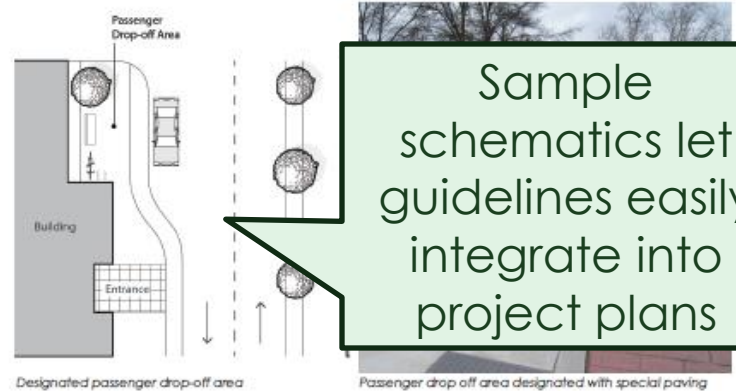 Passenger
Drop-off Area
Building
Entrance
Sample
schematics let
guidelines easily
integrate into
project plans
Designated passenger drop-off area
Passenger drop off area designated with special paving